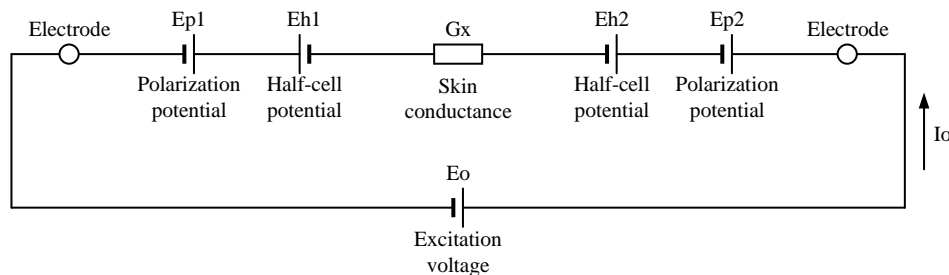 Ep1
Eh1
Gx
Eh2
Ep2
Electrode
Electrode
Polarization
potential
Half-cell
potential
Skin
conductance
Half-cell
potential
Polarization
potential
Io
Eo
Excitation
voltage